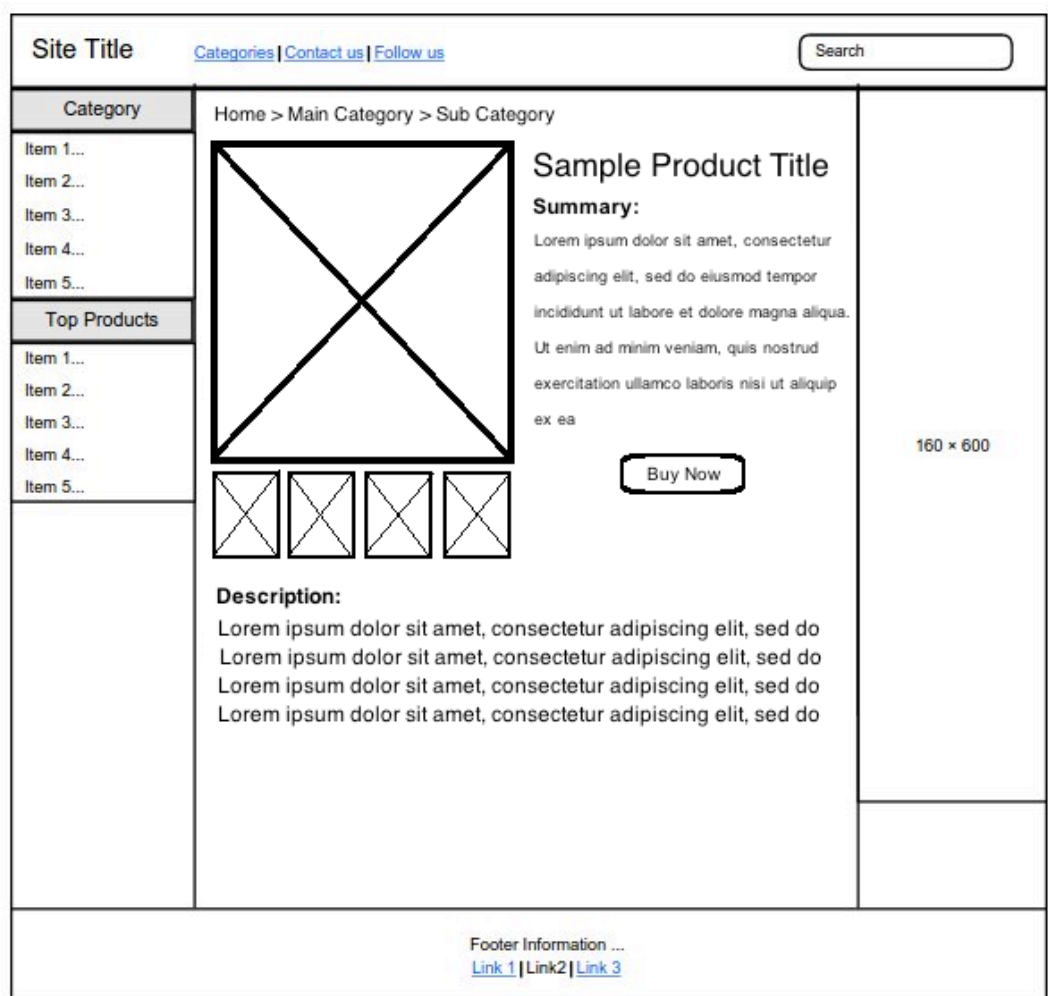 Site Title
Categories|Contact us|Follow us
Search
Category
Item 1...
Item 2...
Item 3...
Item 4...
Item 5...
Top Products
Item 1...
Item 2...
Item 3...
Item 4...
Item 5...
Home > Main Category > Sub Category
Sample Product Title
Summary:
Lorem ipsum dolor sit amet, consectetur
adipiscing elit, sed do eiusmod tempor
incididunt ut labore et dolore magna aliqua.
Ut enim ad minim veniam, quis nostrud
exercitation ullamco laboris nisi ut aliquip
ex ea
Buy Now
Description:
Lorem ipsum dolor sit amet, consectetur adipiscing elit, sed do
Lorem ipsum dolor sit amet, consectetur adipiscing elit, sed do
Lorem ipsum dolor sit amet, consectetur adipiscing elit, sed do
Lorem ipsum dolor sit amet, consectetur adipiscing elit, sed do
160 × 600
Footer Information ...
Link 1|Link2|Link 3